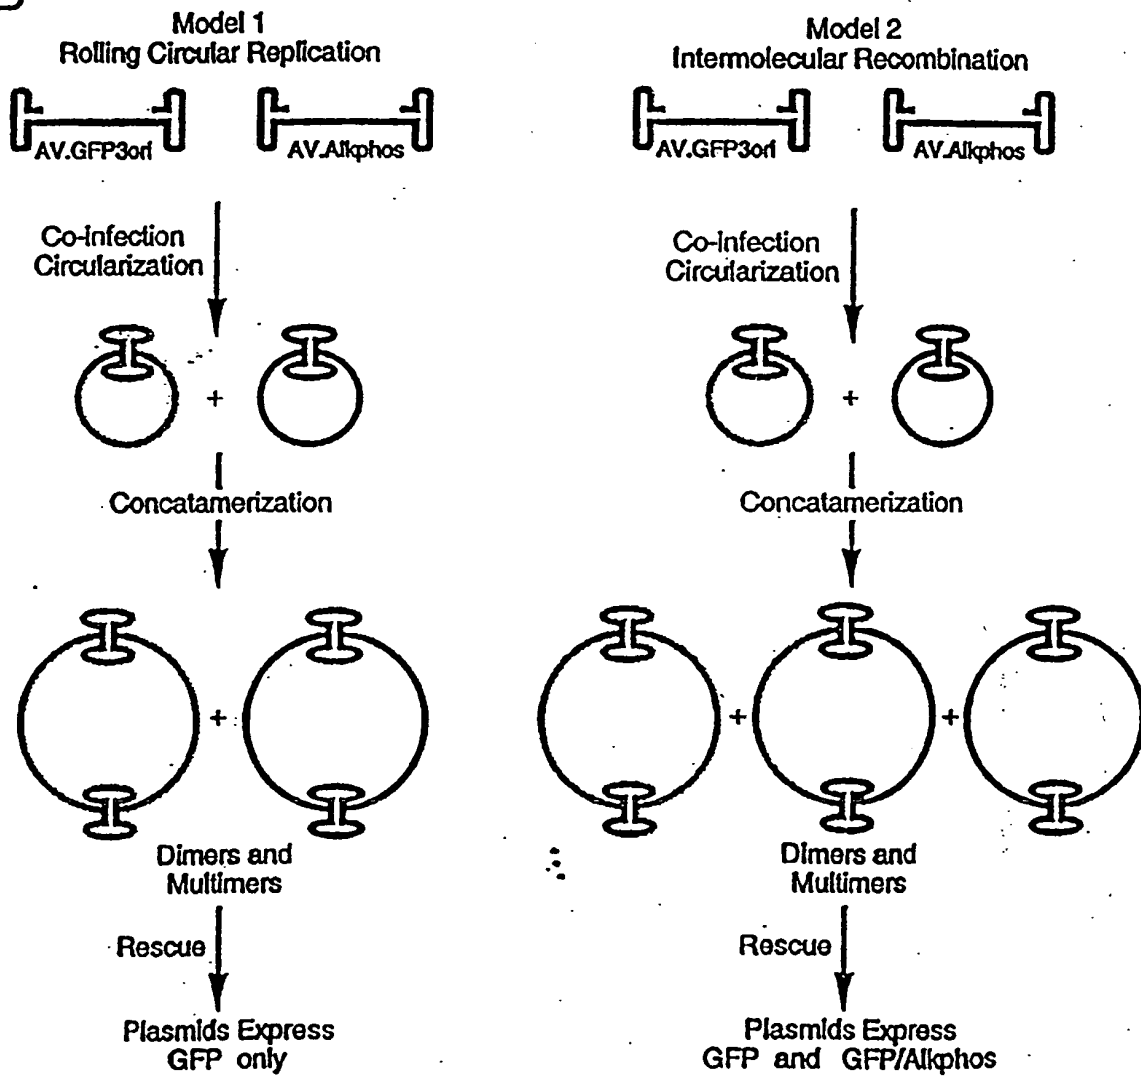 Model 1
Rolling Circular Replication
AV.GFP3ori
AV.Alkphos
Co-infection
Circularization
+
Concatamerization
+
Dimers and
Multimers
Rescue
Plasmids Express
GFP only
Model 2
Intermolecular Recombination
AV.GFP3ori
AV.Alkphos
Co-infection
Circularization
+
Concatamerization
+
+
Dimers and
Multimers
Rescue
Plasmids Express
GFP and GFP/Alkphos